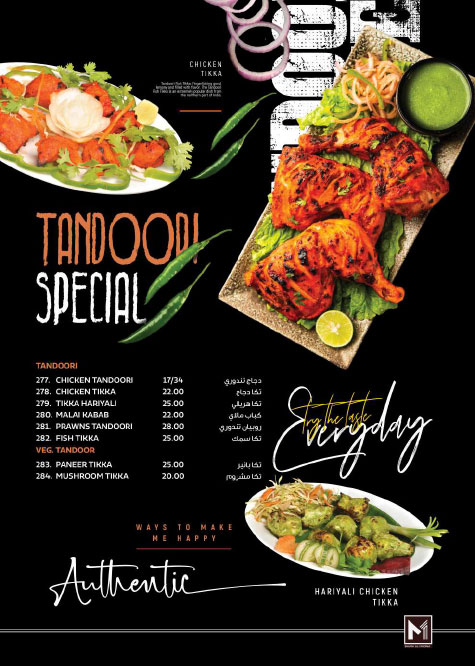 CHICKEN
TIKKA
TANDOORI
SPECIAL
TANDOORI
277. CHICKEN TANDOORI 17/34 دجاج تندوري
278. CHICKEN TIKKA 22.00 تكا دجاج
279. TIKKA HARIYALI 25.00 تكا هريالي
280. MALAI KABAB 22.00 كباب مالاي
281. PRAWNS TANDOORI 28.00 روبيان تندوري
282. FISH TIKKA 25.00 تكا سمك
VEG. TANDOOR
283. PANEER TIKKA 25.00 تكا بانير
284. MUSHROOM TIKKA 20.00 تكا مشروم
Try the taste
Everyday
WAYS TO MAKE
ME HAPPY
Authentic
HARIYALI CHICKEN
TIKKA
M